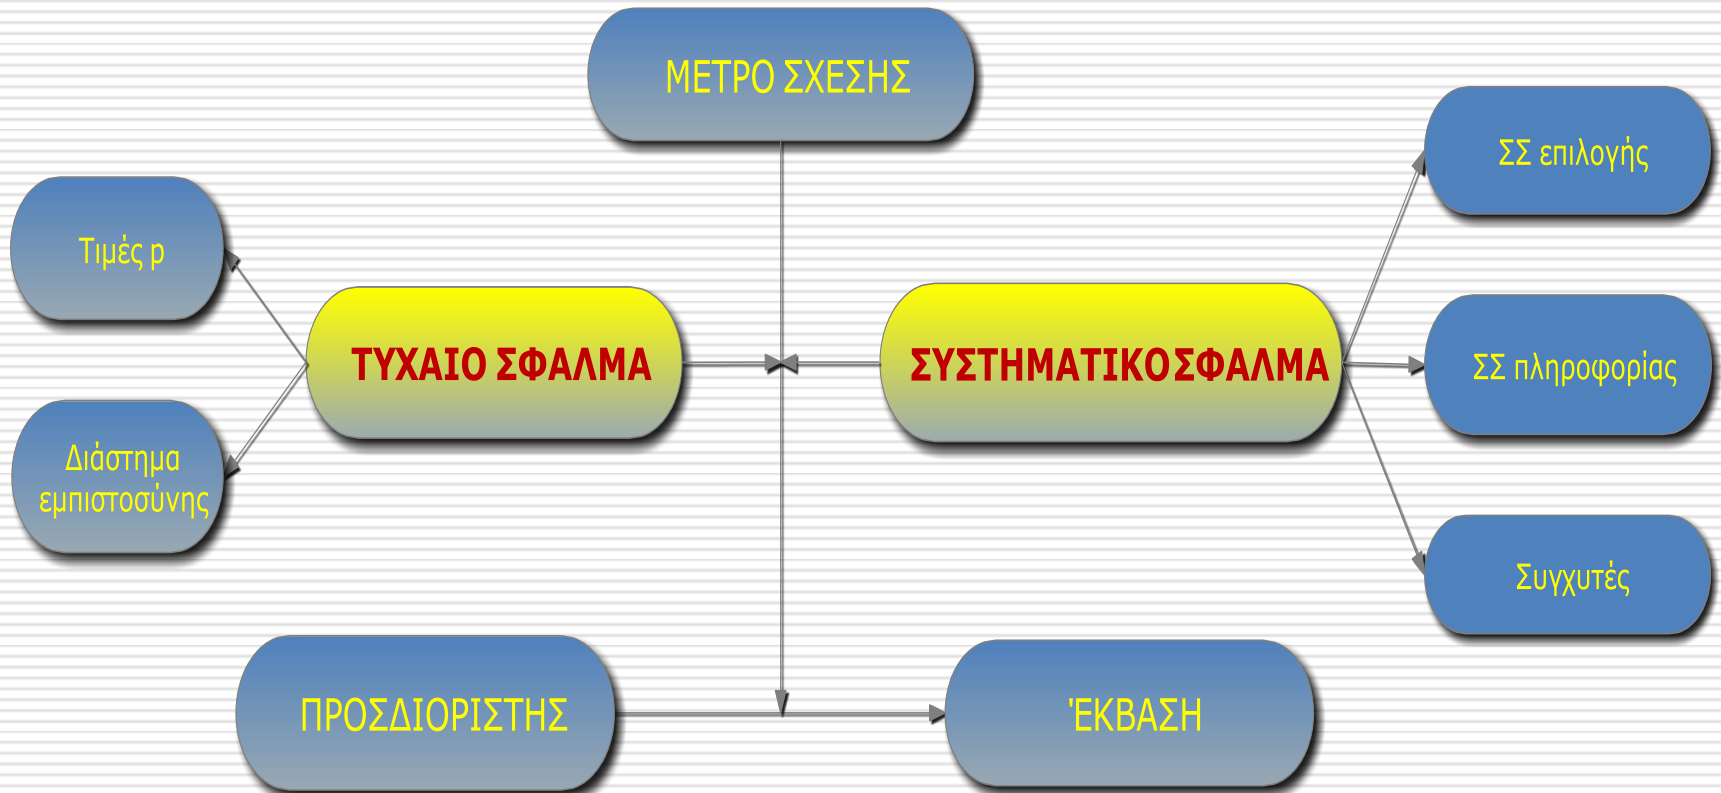 ΜΕΤΡΟ ΣΧΕΣΗΣ
ΣΣ επιλογής
Τιμές p
ΤΥΧΑΙΟ ΣΦΑΛΜΑ
ΣΥΣΤΗΜΑΤΙΚΟ ΣΦΑΛΜΑ
ΣΣ πληροφορίας
Διάστημα
εμπιστοσύνης
Συγχυτές
ΠΡΟΣΔΙΟΡΙΣΤΗΣ
ΈΚΒΑΣΗ